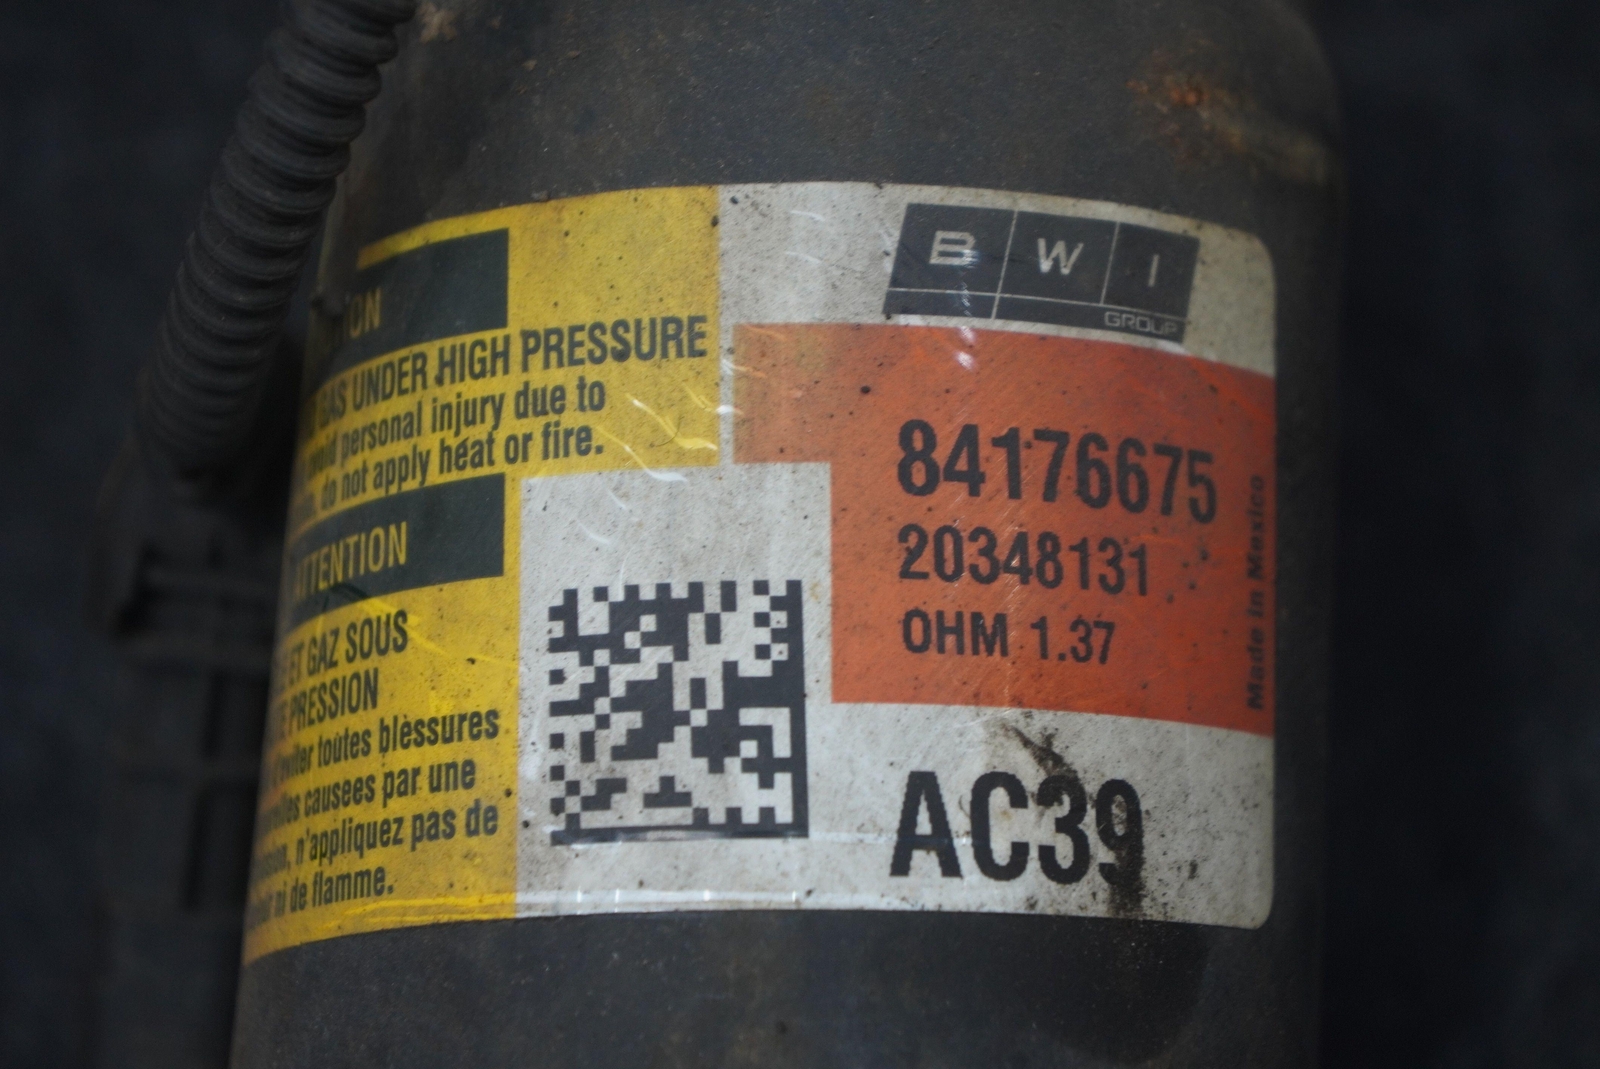 GAS UNDER HIGH PRESSURE
personal injury due to
do not apply heat or fire.
ATTENTION
ET GAZ SOUS
PRESSION
toutes blèssures
causees par une
n'appliquez pas de
ni de flamme.
B W I
GROUP
84176675
20348131
OHM 1.37
Made in Mexico
AC39